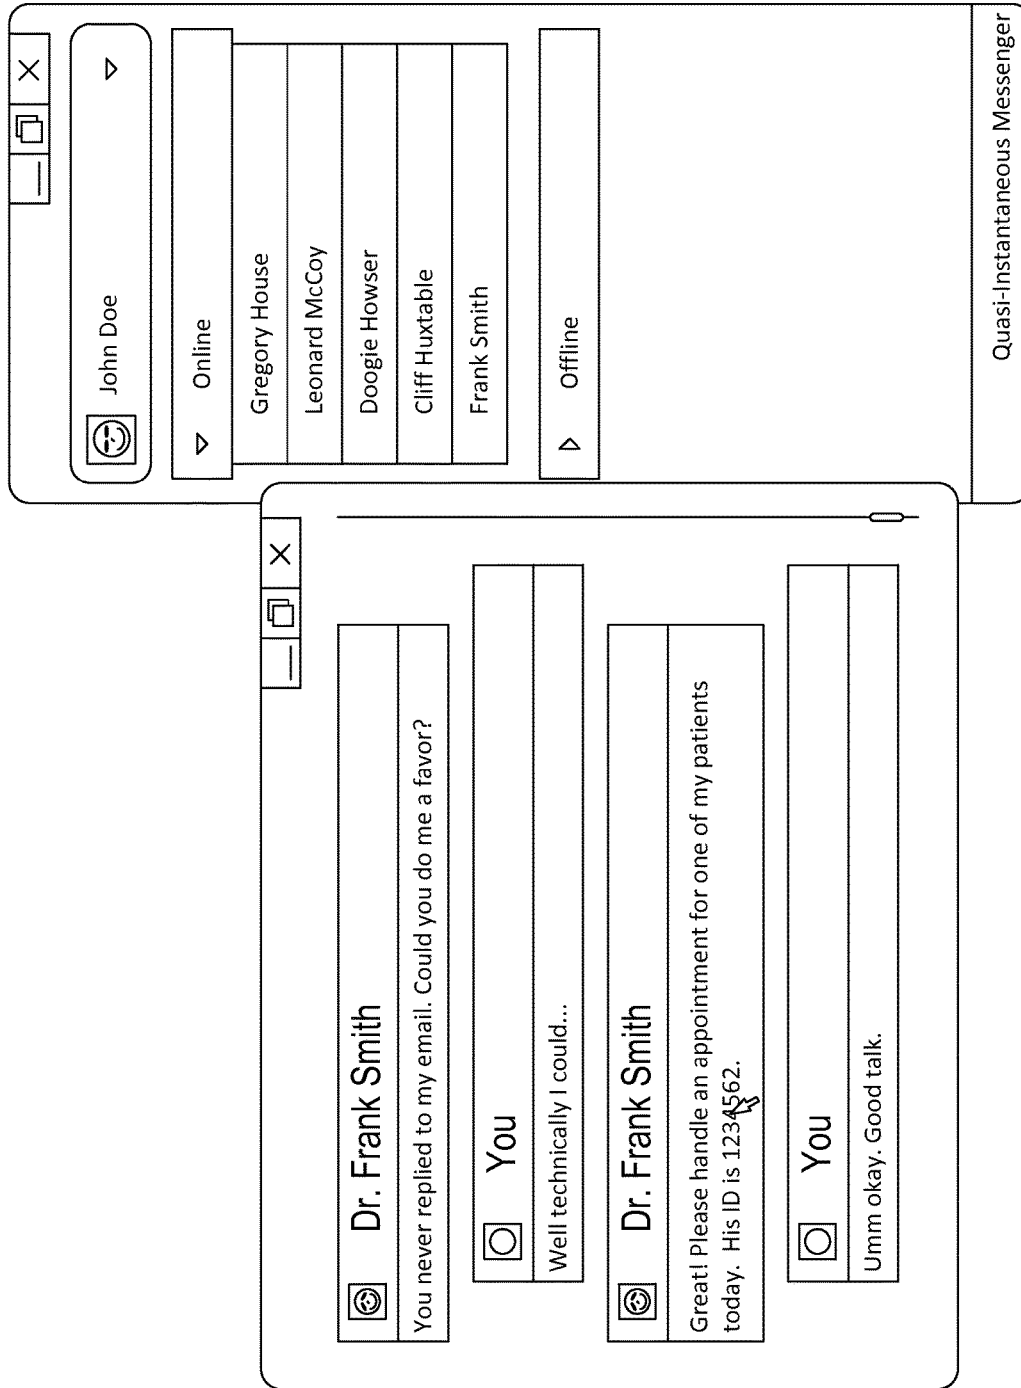 John Doe
Online
Gregory House
Leonard McCoy
Doogie Howser
Cliff Huxtable
Frank Smith
Offline
Quasi-Instantaneous Messenger
Dr. Frank Smith
You never replied to my email. Could you do me a favor?
You
Well technically I could...
Dr. Frank Smith
Great! Please handle an appointment for one of my patients
today. His ID is 1234562.
You
Umm okay. Good talk.